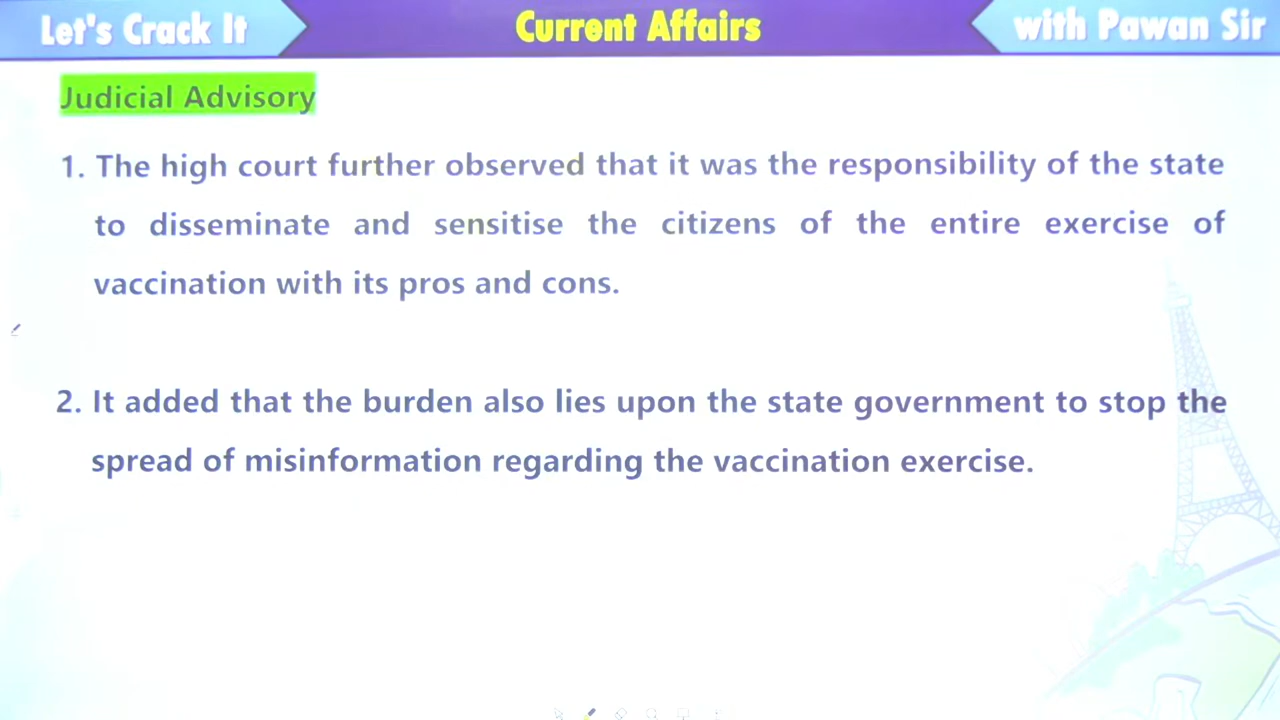 Let's Crack It
Current Affairs
with Pawan Sir
Judicial Advisory
1. The high court further observed that it was the responsibility of the state
to disseminate and sensitise the citizens of the entire exercise of
vaccination with its pros and cons.
2. It added that the burden also lies upon the state government to stop the
spread of misinformation regarding the vaccination exercise.